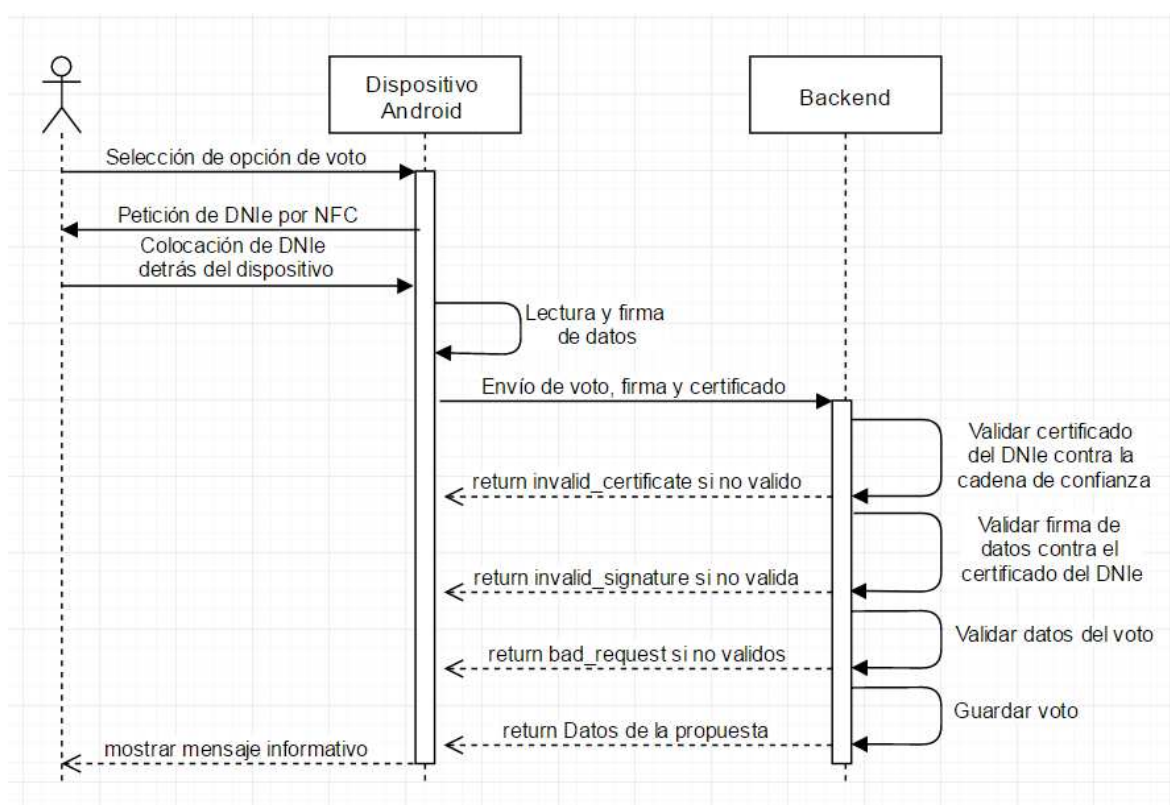 Dispositivo
Android
Backend
Selección de opción de voto
Petición de DNIe por NFC
Colocación de DNIe
detrás del dispositivo
Lectura y firma
de datos
Envío de voto, firma y certificado
Validar certificado
del DNIe contra la
cadena de confianza
return invalid_certificate si no valido
Validar firma de
datos contra el
certificado del DNIe
return invalid_signature si no valida
Validar datos del voto
return bad_request si no validos
Guardar voto
return Datos de la propuesta
mostrar mensaje informativo